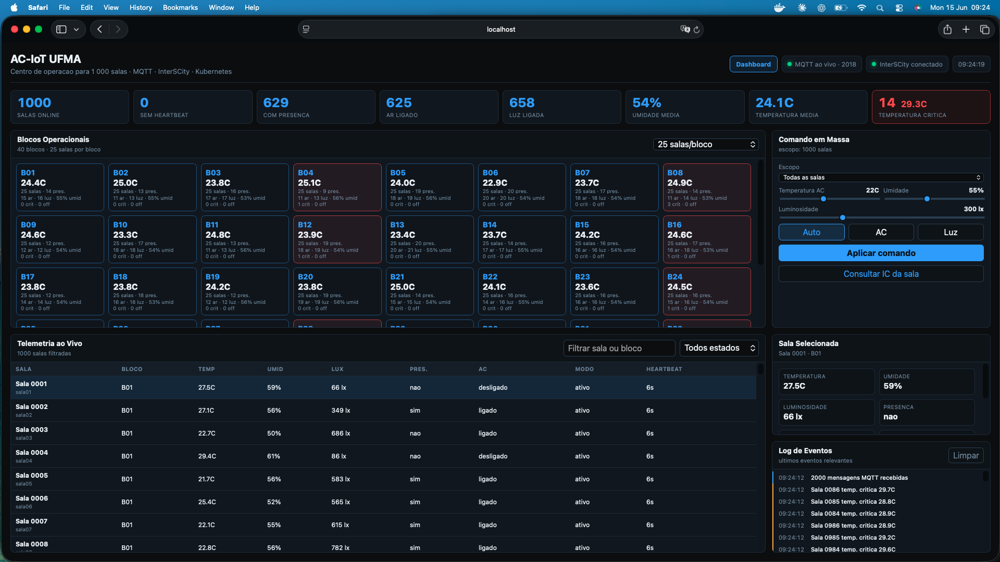 Safari File Edit View History Bookmarks Window Help Mon 15 Jun 09:24
localhost
AC-IoT UFMA
Centro de operacao para 1 000 salas · MQTT · InterSCity · Kubernetes
Dashboard MQTT ao vivo · 2018 InterSCity conectado 09:24:19
1000 0 629 625 658 54% 24.1C 14 29.3C
SALAS ONLINE SEM HEARTBEAT COM PRESENCA AR LIGADO LUZ LIGADA UMIDADE MEDIA TEMPERATURA MEDIA TEMPERATURA CRITICA
Blocos Operacionais
40 blocos · 25 salas por bloco
25 salas/bloco
B01 B02 B03 B04 B05 B06 B07 B08
24.4C 25.0C 23.8C 25.1C 24.0C 22.9C 23.7C 24.9C
25 salas · 14 pres. 25 salas · 13 pres. 25 salas · 16 pres. 25 salas · 9 pres. 25 salas · 19 pres. 25 salas · 20 pres. 25 salas · 17 pres. 25 salas · 14 pres.
15 ar · 16 luz · 55% umid 11 ar · 13 luz · 55% umid 17 ar · 17 luz · 53% umid 11 ar · 13 luz · 56% umid 18 ar · 19 luz · 56% umid 20 ar · 20 luz · 54% umid 18 ar · 18 luz · 54% umid 11 ar · 14 luz · 53% umid
0 crit · 0 off 0 crit · 0 off 0 crit · 0 off 1 crit · 0 off 0 crit · 0 off 0 crit · 0 off 0 crit · 0 off 3 crit · 0 off
B09 B10 B11 B12 B13 B14 B15 B16
24.6C 23.3C 24.8C 23.9C 23.4C 23.7C 24.2C 24.6C
25 salas · 12 pres. 25 salas · 17 pres. 25 salas · 13 pres. 25 salas · 19 pres. 25 salas · 20 pres. 25 salas · 14 pres. 25 salas · 16 pres. 25 salas · 17 pres.
12 ar · 12 luz · 54% umid 18 ar · 18 luz · 54% umid 11 ar · 13 luz · 56% umid 18 ar · 19 luz · 54% umid 20 ar · 21 luz · 55% umid 17 ar · 17 luz · 55% umid 16 ar · 16 luz · 54% umid 16 ar · 18 luz · 53% umid
0 crit · 0 off 0 crit · 0 off 0 crit · 0 off 1 crit · 0 off 0 crit · 0 off 0 crit · 0 off 0 crit · 0 off 1 crit · 0 off
B17 B18 B19 B20 B21 B22 B23 B24
23.8C 23.8C 24.2C 23.8C 25.0C 24.1C 23.6C 24.5C
25 salas · 12 pres. 25 salas · 18 pres. 25 salas · 12 pres. 25 salas · 19 pres. 25 salas · 14 pres. 25 salas · 16 pres. 25 salas · 16 pres. 25 salas · 16 pres.
14 ar · 14 luz · 54% umid 16 ar · 18 luz · 53% umid 12 ar · 12 luz · 56% umid 19 ar · 19 luz · 56% umid 15 ar · 15 luz · 54% umid 14 ar · 16 luz · 55% umid 16 ar · 16 luz · 54% umid 15 ar · 16 luz · 54% umid
0 crit · 0 off 0 crit · 0 off 0 crit · 0 off 0 crit · 0 off 0 crit · 0 off 0 crit · 0 off 0 crit · 0 off 1 crit · 0 off
Comando em Massa
escopo: 1000 salas
Escopo
Todas as salas
Temperatura AC 22C Umidade 55%
Luminosidade 300 lx
Auto AC Luz
Aplicar comando
Consultar IC da sala
Telemetria ao Vivo
1000 salas filtradas
Filtrar sala ou bloco Todos estados
SALA BLOCO TEMP UMID LUX PRES. AC MODO HEARTBEAT
Sala 0001 B01 27.5C 59% 66 lx nao desligado ativo 6s
sala01
Sala 0002 B01 27.1C 56% 349 lx sim ligado ativo 6s
sala02
Sala 0003 B01 22.7C 50% 686 lx nao ligado ativo 6s
sala03
Sala 0004 B01 29.4C 61% 86 lx nao desligado ativo 6s
sala04
Sala 0005 B01 21.7C 56% 583 lx sim ligado ativo 6s
sala05
Sala 0006 B01 25.4C 52% 565 lx sim ligado ativo 6s
sala06
Sala 0007 B01 22.1C 55% 615 lx sim ligado ativo 6s
sala07
Sala 0008 B01 22.8C 56% 782 lx sim ligado ativo 6s
Sala Selecionada
Sala 0001 · B01
TEMPERATURA UMIDADE
27.5C 59%
LUMINOSIDADE PRESENCA
66 lx nao
Log de Eventos
ultimos eventos relevantes
Limpar
09:24:12 2000 mensagens MQTT recebidas
09:24:12 Sala 0086 temp. critica 29.7C
09:24:12 Sala 0085 temp. critica 28.8C
09:24:12 Sala 0084 temp. critica 28.9C
09:24:12 Sala 0986 temp. critica 28.9C
09:24:12 Sala 0985 temp. critica 29.2C
09:24:12 Sala 0984 temp. critica 29.6C